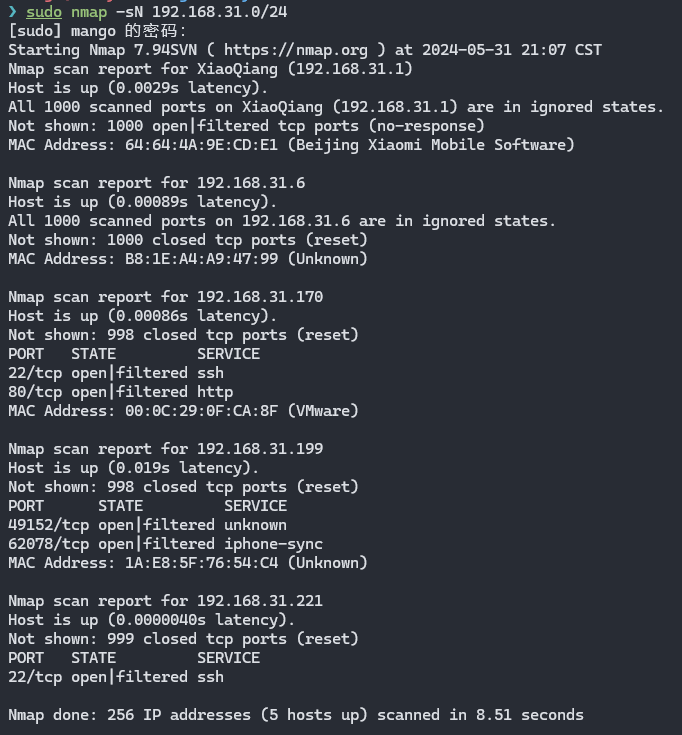 ❯ sudo nmap -sN 192.168.31.0/24
[sudo] mango 的密码：
Starting Nmap 7.94SVN ( https://nmap.org ) at 2024-05-31 21:07 CST
Nmap scan report for XiaoQiang (192.168.31.1)
Host is up (0.0029s latency).
All 1000 scanned ports on XiaoQiang (192.168.31.1) are in ignored states.
Not shown: 1000 open|filtered tcp ports (no-response)
MAC Address: 64:64:4A:9E:CD:E1 (Beijing Xiaomi Mobile Software)

Nmap scan report for 192.168.31.6
Host is up (0.00089s latency).
All 1000 scanned ports on 192.168.31.6 are in ignored states.
Not shown: 1000 closed tcp ports (reset)
MAC Address: B8:1E:A4:A9:47:99 (Unknown)

Nmap scan report for 192.168.31.170
Host is up (0.00086s latency).
Not shown: 998 closed tcp ports (reset)
PORT   STATE         SERVICE
22/tcp open|filtered ssh
80/tcp open|filtered http
MAC Address: 00:0C:29:0F:CA:8F (VMware)

Nmap scan report for 192.168.31.199
Host is up (0.019s latency).
Not shown: 998 closed tcp ports (reset)
PORT      STATE         SERVICE
49152/tcp open|filtered unknown
62078/tcp open|filtered iphone-sync
MAC Address: 1A:E8:5F:76:54:C4 (Unknown)

Nmap scan report for 192.168.31.221
Host is up (0.0000040s latency).
Not shown: 999 closed tcp ports (reset)
PORT   STATE         SERVICE
22/tcp open|filtered ssh

Nmap done: 256 IP addresses (5 hosts up) scanned in 8.51 seconds